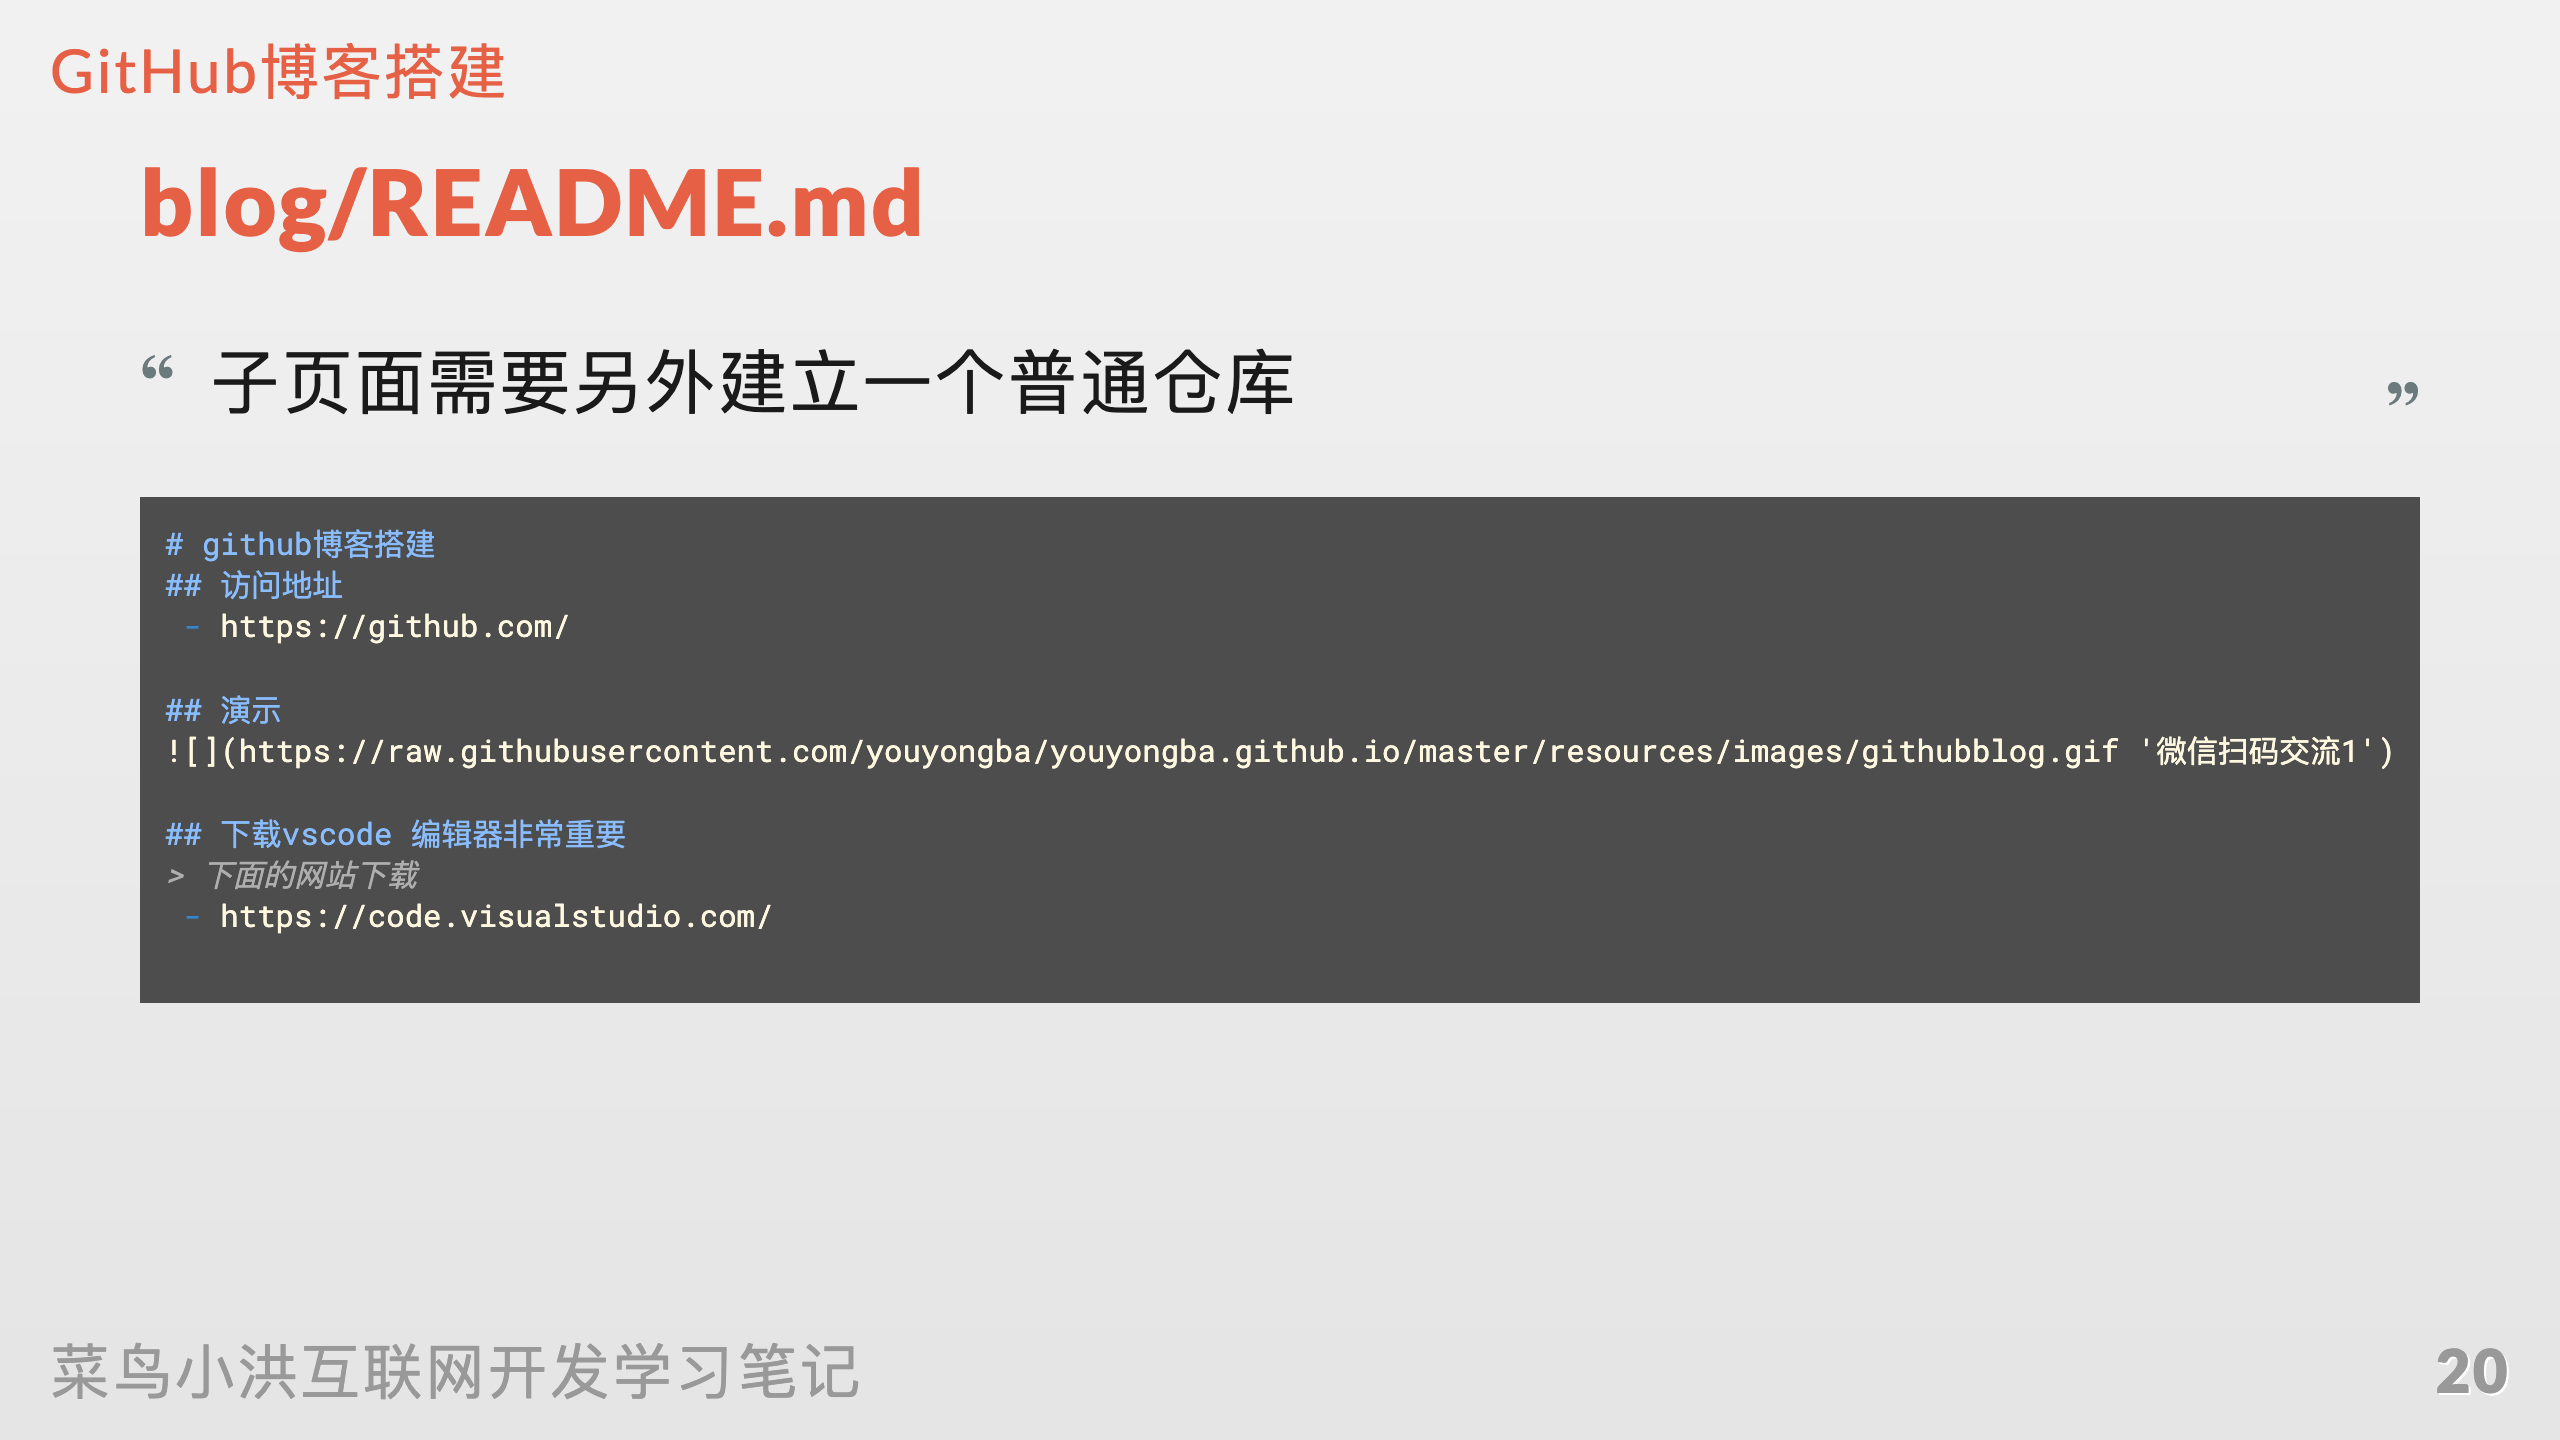 GitHub博客搭建
blog/README.md
“ 子页面需要另外建立一个普通仓库 ”
# github博客搭建
## 访问地址
 - https://github.com/
## 演示
![](https://raw.githubusercontent.com/youyongba/youyongba.github.io/master/resources/images/githubblog.gif '微信扫码交流1')
## 下载vscode 编辑器非常重要
> 下面的网站下载
 - https://code.visualstudio.com/
菜鸟小洪互联网开发学习笔记
20